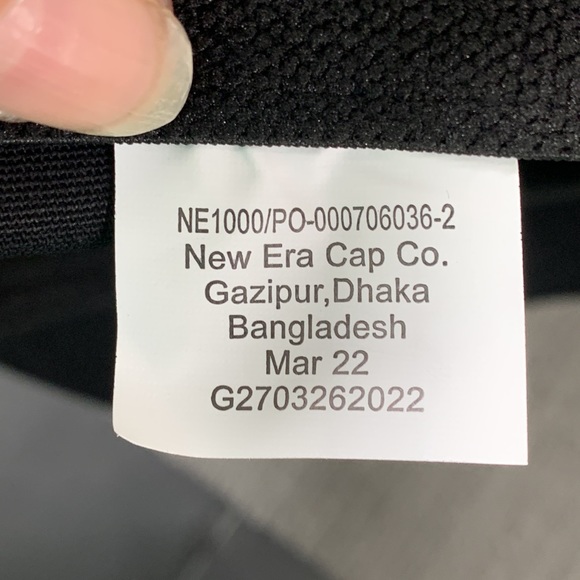 NE1000/PO-000706036-2
New Era Cap Co.
Gazipur,Dhaka
Bangladesh
Mar 22
G2703262022